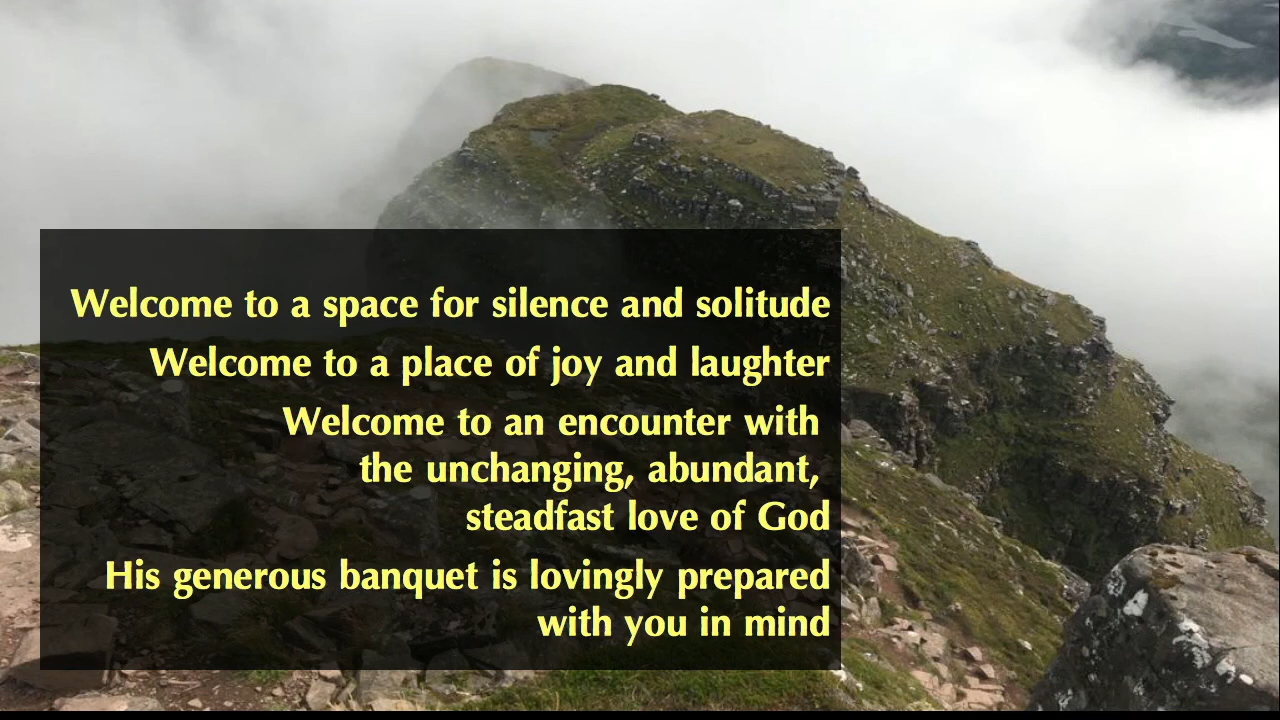 Welcome to a space for silence and solitude
Welcome to a place of joy and laughter
Welcome to an encounter with
the unchanging, abundant,
steadfast love of God
His generous banquet is lovingly prepared
with you in mind